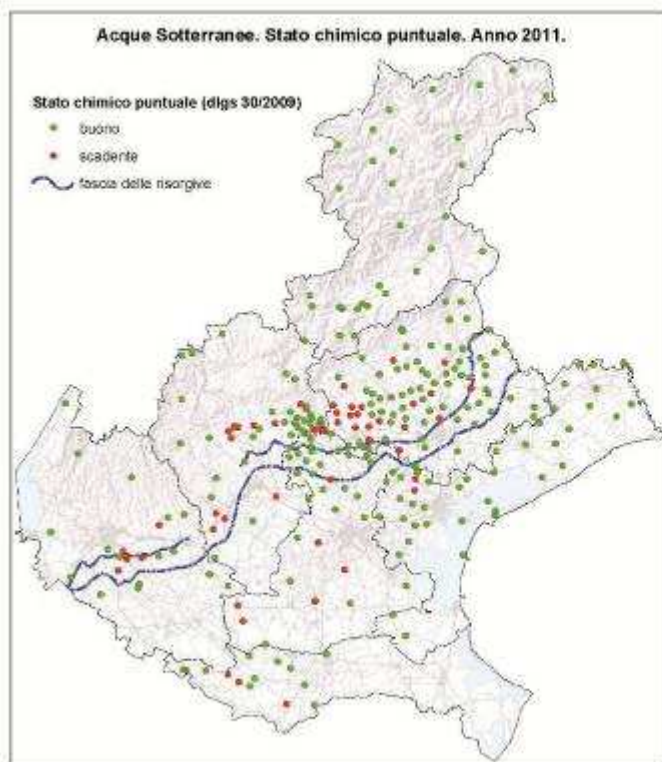 Acque Sotterranee. Stato chimico puntuale. Anno 2011.
Stato chimico puntuale (dlgs 30/2009)
buono
scadente
fascia delle risorgive